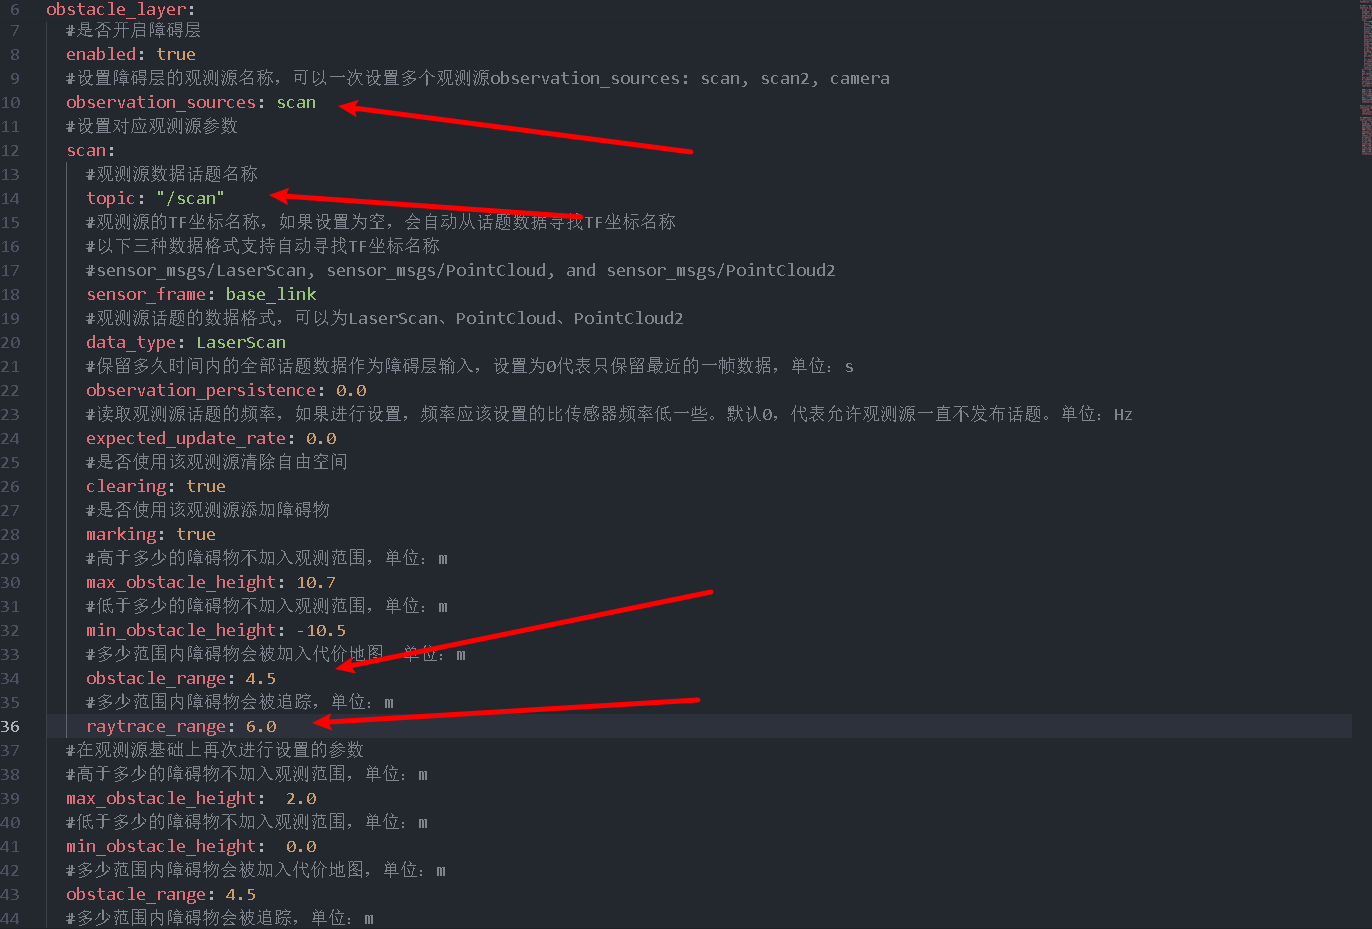 6 obstacle_layer:
7 #是否开启障碍层
8 enabled: true
9 #设置障碍层的观测源名称，可以一次设置多个观测源observation_sources: scan, scan2, camera
10 observation_sources: scan
11 #设置对应观测源参数
12 scan:
13 #观测源数据话题名称
14 topic: "/scan"
15 #观测源的TF坐标名称，如果设置为空，会自动从话题数据寻找TF坐标名称
16 #以下三种数据格式支持自动寻找TF坐标名称
17 #sensor_msgs/LaserScan, sensor_msgs/PointCloud, and sensor_msgs/PointCloud2
18 sensor_frame: base_link
19 #观测源话题的数据格式，可以为LaserScan、PointCloud、PointCloud2
20 data_type: LaserScan
21 #保留多久时间内的全部话题数据作为障碍层输入，设置为0代表只保留最近的一帧数据，单位：s
22 observation_persistence: 0.0
23 #读取观测源话题的频率，如果进行设置，频率应该设置的比传感器频率低一些。默认0，代表允许观测源一直不发布话题。单位：Hz
24 expected_update_rate: 0.0
25 #是否使用该观测源清除自由空间
26 clearing: true
27 #是否使用该观测源添加障碍物
28 marking: true
29 #高于多少的障碍物不加入观测范围，单位：m
30 max_obstacle_height: 10.7
31 #低于多少的障碍物不加入观测范围，单位：m
32 min_obstacle_height: -10.5
33 #多少范围内障碍物会被加入代价地图，单位：m
34 obstacle_range: 4.5
35 #多少范围内障碍物会被追踪，单位：m
36 raytrace_range: 6.0
37 #在观测源基础上再次进行设置的参数
38 #高于多少的障碍物不加入观测范围，单位：m
39 max_obstacle_height:  2.0
40 #低于多少的障碍物不加入观测范围，单位：m
41 min_obstacle_height:  0.0
42 #多少范围内障碍物会被加入代价地图，单位：m
43 obstacle_range: 4.5
44 #多少范围内障碍物会被追踪，单位：m